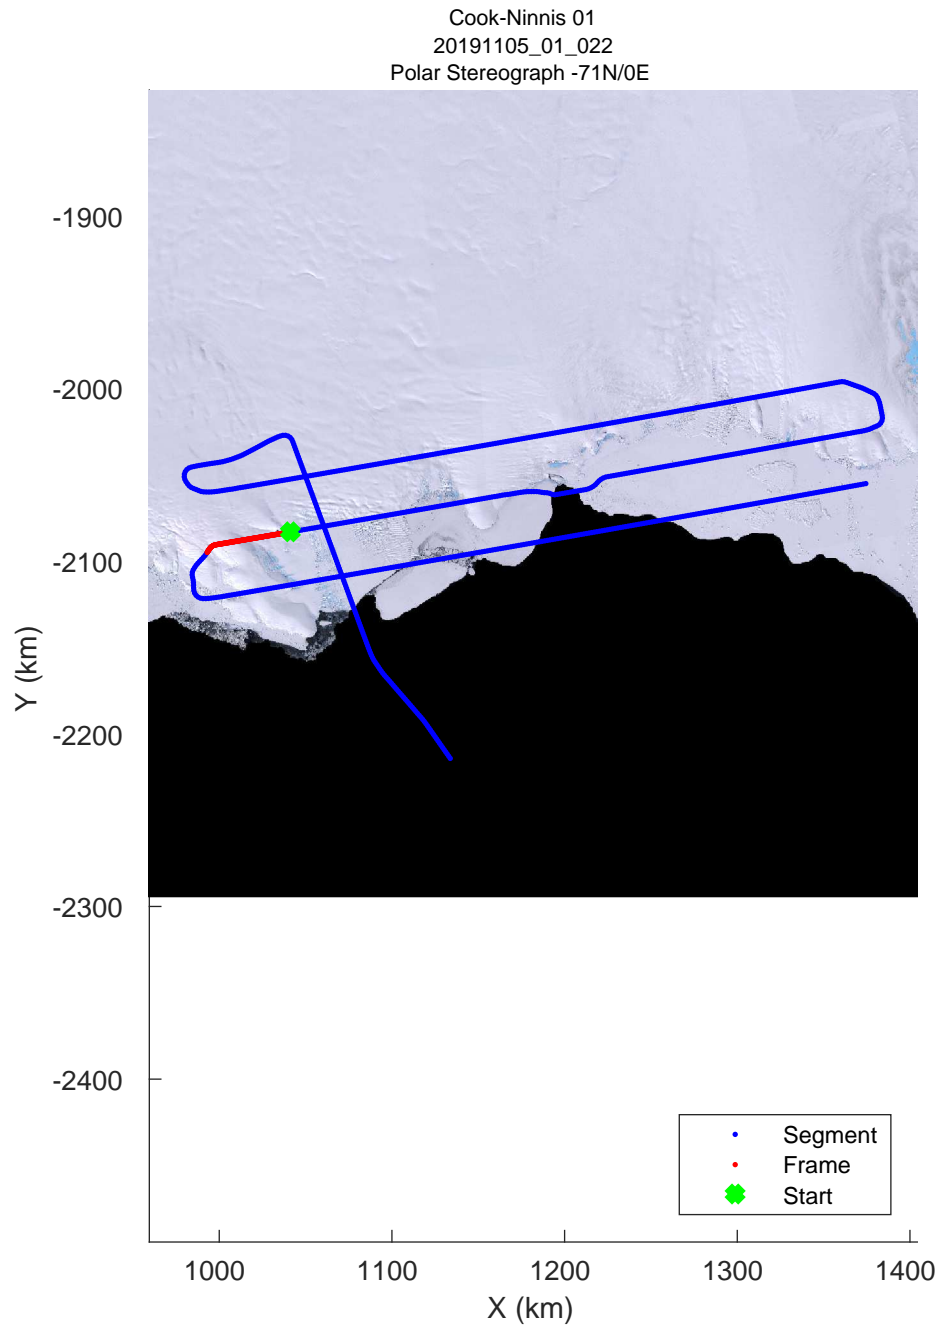 Cook-Ninnis 01
20191105_01_022
Polar Stereograph -71N/0E
-1900
-2000
-2100
-2200
-2300
-2400
Y (km)
Segment
Frame
Start
1000
1100
1200
1300
1400
X (km)